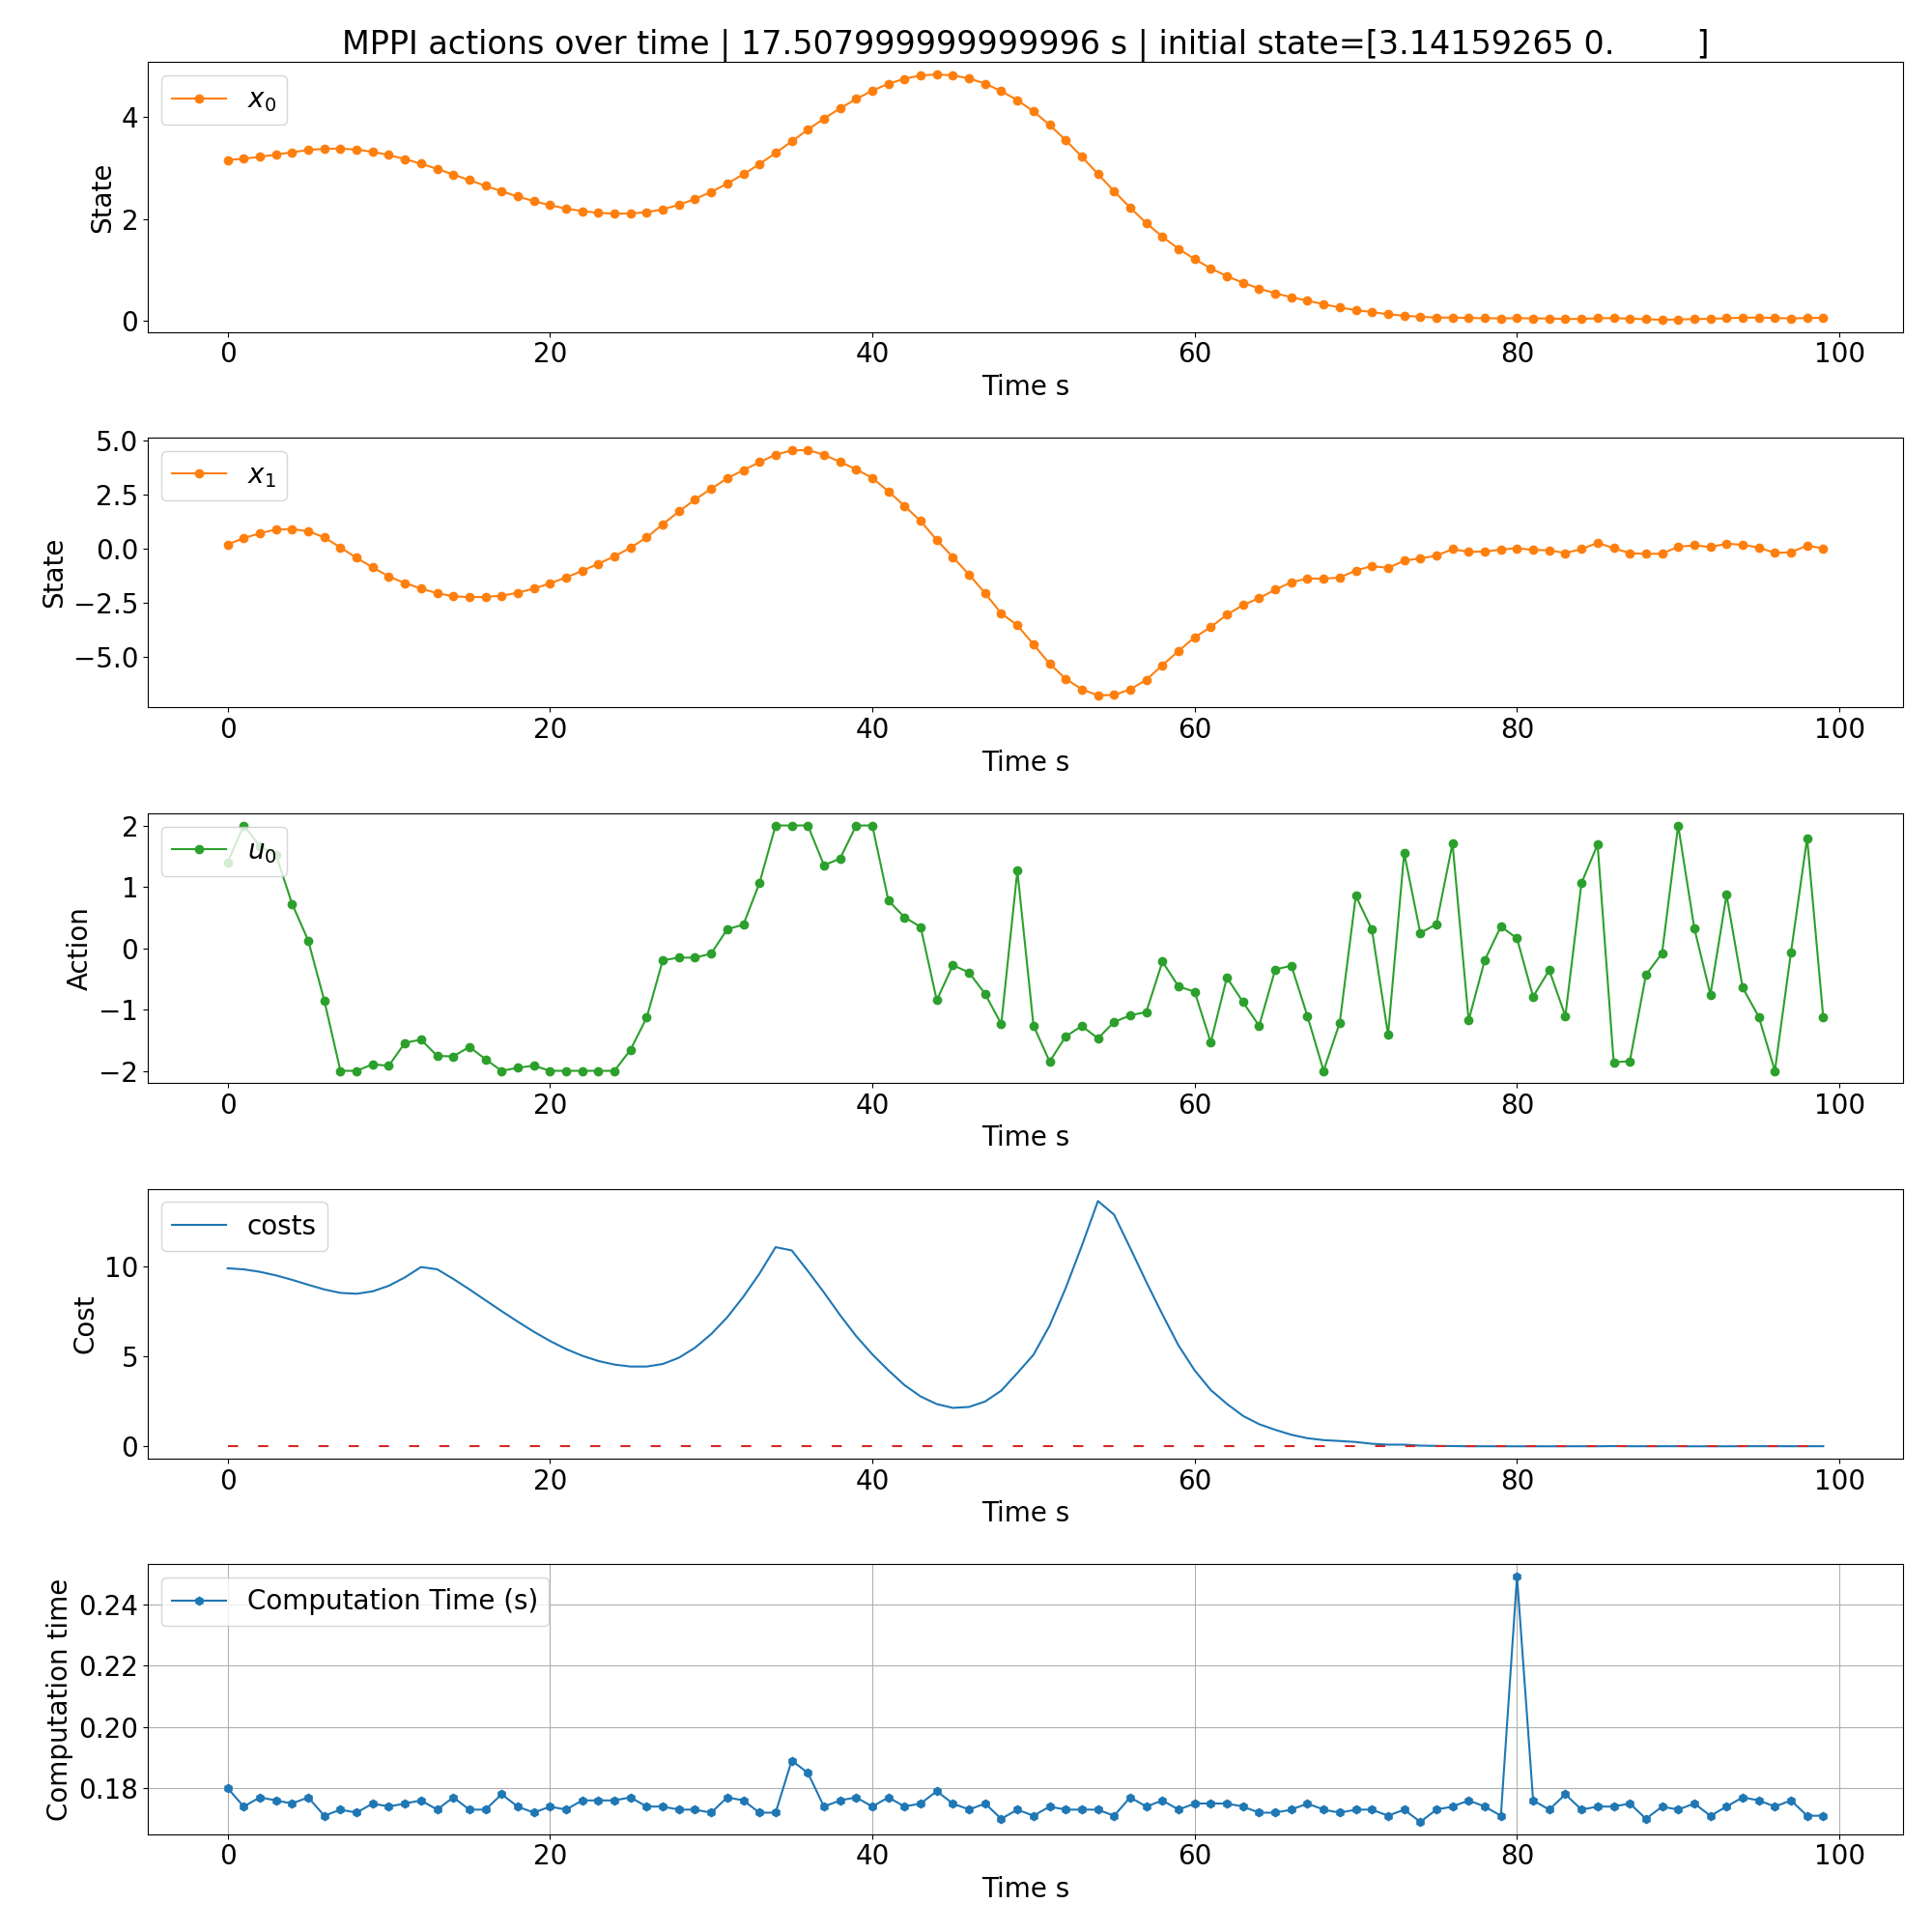 MPPI actions over time | 17.507999999999996 s | initial state=[3.14159265 0.         ]
x₀
State
4
2
0
0 20 40 60 80 100
Time s
x₁
State
5.0
2.5
0.0
−2.5
−5.0
0 20 40 60 80 100
Time s
u₀
Action
2
1
0
−1
−2
0 20 40 60 80 100
Time s
costs
Cost
10
5
0
0 20 40 60 80 100
Time s
Computation Time (s)
Computation time
0.24
0.22
0.20
0.18
0 20 40 60 80 100
Time s